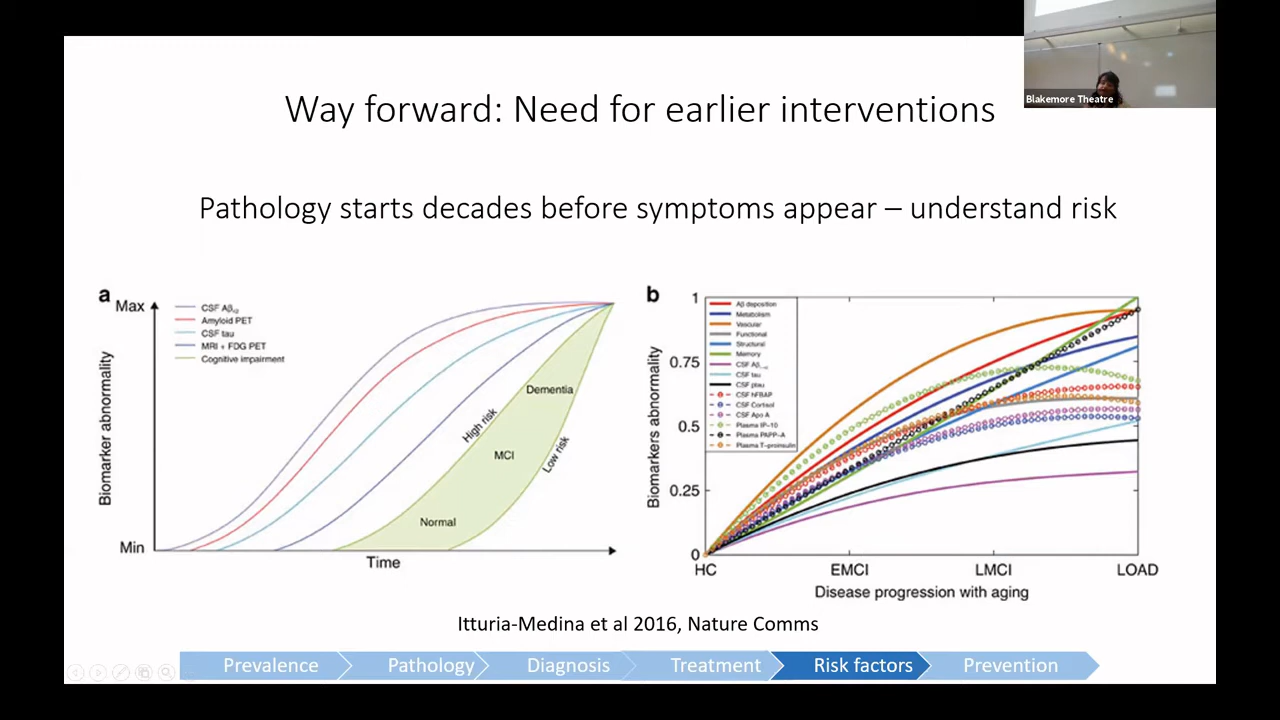 Blakemore Theatre
Way forward: Need for earlier interventions
Pathology starts decades before symptoms appear – understand risk
a
Max
Min
Biomarker abnormality
Time
CSF Aβ₁₋₄₂
Amyloid PET
CSF tau
MRI + FDG PET
Cognitive impairment
High risk
Dementia
MCI
Low risk
Normal
b
1
0.75
0.5
0.25
0
Biomarkers abnormality
Aβ deposition
Metabolism
Vascular
Functional
Structural
Memory
CSF tau
CSF ptau
CSF hFBAP
CSF Cortisol
CSF Apo A
Plasma IP-10
Plasma PAPP-A
Plasma T-proinsulin
HC
EMCI
LMCI
LOAD
Disease progression with aging
Itturia-Medina et al 2016, Nature Comms
Prevalence
Pathology
Diagnosis
Treatment
Risk factors
Prevention